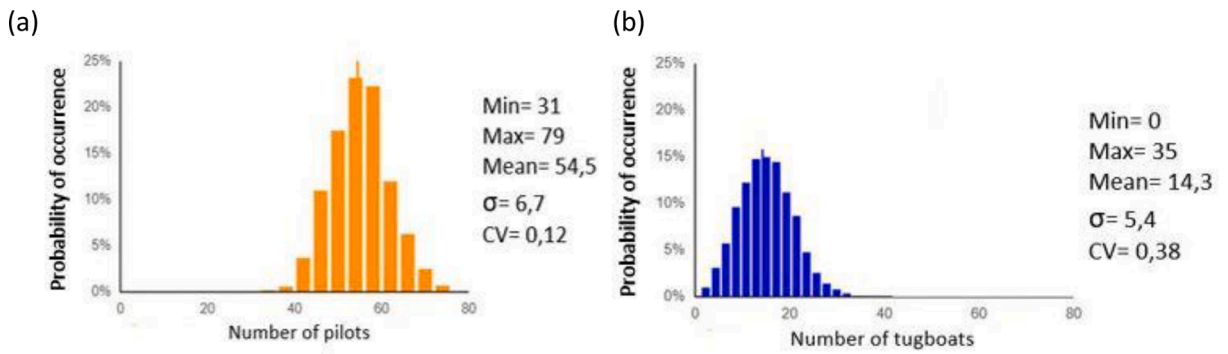 (a)
Probability of occurrence
25%
20%
15%
10%
5%
0%
0 20 40 60 80
Number of pilots
Min= 31
Max= 79
Mean= 54,5
σ= 6,7
CV= 0,12
(b)
Probability of occurrence
25%
20%
15%
10%
5%
0%
0 20 40 60 80
Number of tugboats
Min= 0
Max= 35
Mean= 14,3
σ= 5,4
CV= 0,38